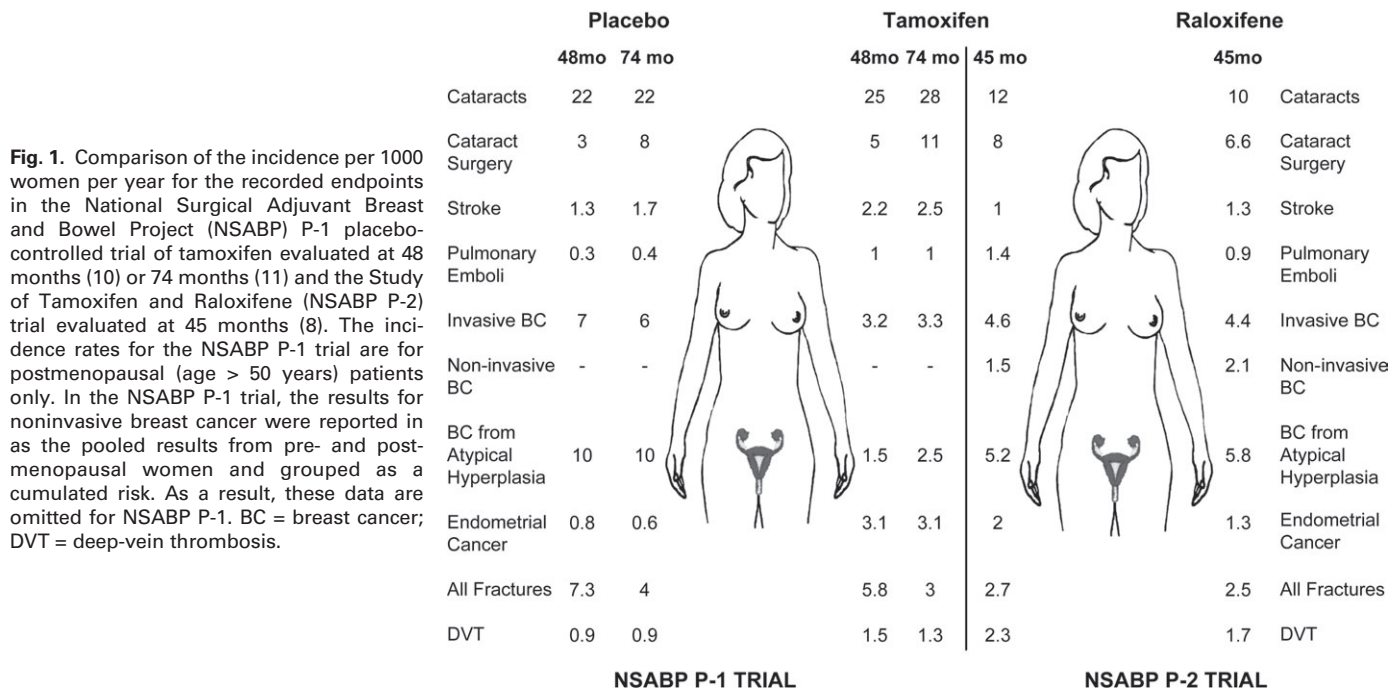 Fig. 1. Comparison of the incidence per 1000
women per year for the recorded endpoints
in the National Surgical Adjuvant Breast
and Bowel Project (NSABP) P-1 placebo-
controlled trial of tamoxifen evaluated at 48
months (10) or 74 months (11) and the Study
of Tamoxifen and Raloxifene (NSABP P-2)
trial evaluated at 45 months (8). The inci-
dence rates for the NSABP P-1 trial are for
postmenopausal (age > 50 years) patients
only. In the NSABP P-1 trial, the results for
noninvasive breast cancer were reported in
as the pooled results from pre- and post-
menopausal women and grouped as a
cumulated risk. As a result, these data are
omitted for NSABP P-1. BC = breast cancer;
DVT = deep-vein thrombosis.
Placebo Tamoxifen Raloxifene
48mo 74 mo 48mo 74 mo 45 mo 45mo
Cataracts 22 22 25 28 12 10 Cataracts
Cataract 3 8 5 11 8 6.6 Cataract
Surgery Surgery
Stroke 1.3 1.7 2.2 2.5 1 1.3 Stroke
Pulmonary 0.3 0.4 1 1 1.4 0.9 Pulmonary
Emboli Emboli
Invasive BC 7 6 3.2 3.3 4.6 4.4 Invasive BC
Non-invasive - - - - 1.5 2.1 Non-invasive
BC BC
BC from BC from
Atypical 10 10 1.5 2.5 5.2 5.8 Atypical
Hyperplasia Hyperplasia
Endometrial 0.8 0.6 3.1 3.1 2 1.3 Endometrial
Cancer Cancer
All Fractures 7.3 4 5.8 3 2.7 2.5 All Fractures
DVT 0.9 0.9 1.5 1.3 2.3 1.7 DVT
NSABP P-1 TRIAL NSABP P-2 TRIAL